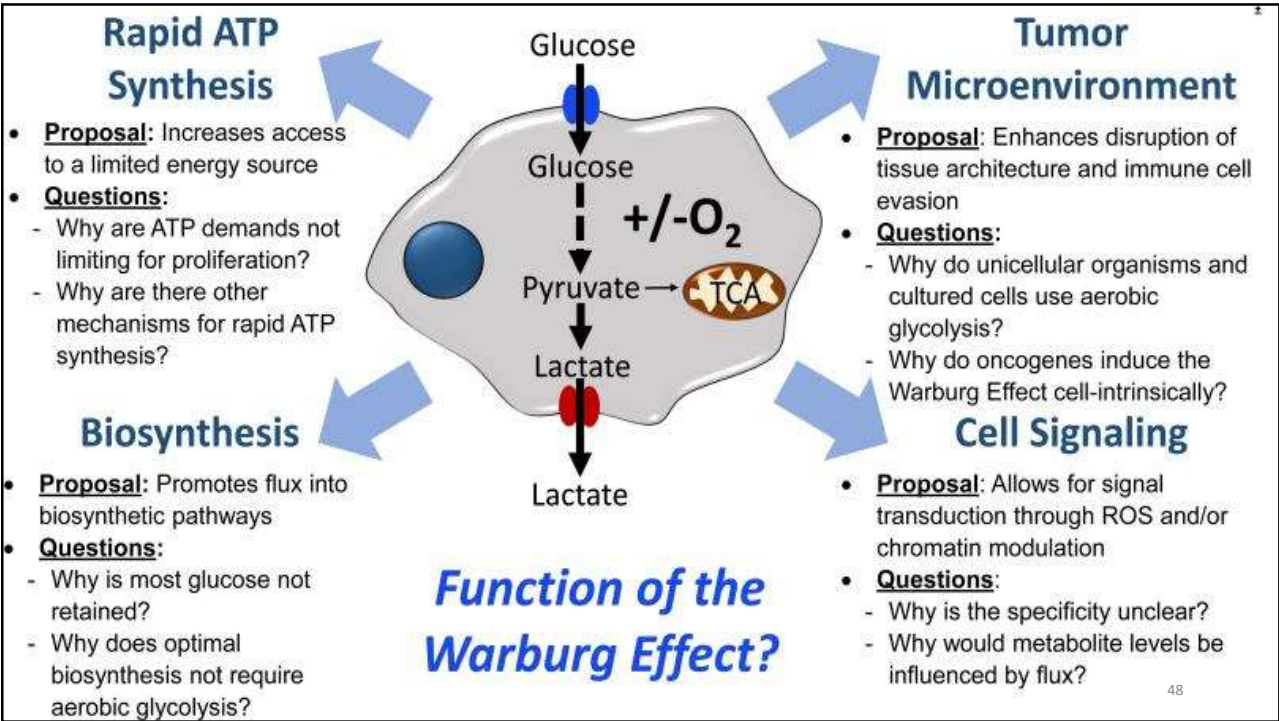 Rapid ATP
Synthesis
• Proposal: Increases access
to a limited energy source
• Questions:
- Why are ATP demands not
limiting for proliferation?
- Why are there other
mechanisms for rapid ATP
synthesis?
Biosynthesis
• Proposal: Promotes flux into
biosynthetic pathways
• Questions:
- Why is most glucose not
retained?
- Why does optimal
biosynthesis not require
aerobic glycolysis?
Glucose
Glucose
+/-O₂
Pyruvate
TCA
Lactate
Lactate
Function of the
Warburg Effect?
Tumor
Microenvironment
• Proposal: Enhances disruption of
tissue architecture and immune cell
evasion
• Questions:
- Why do unicellular organisms and
cultured cells use aerobic
glycolysis?
- Why do oncogenes induce the
Warburg Effect cell-intrinsically?
Cell Signaling
• Proposal: Allows for signal
transduction through ROS and/or
chromatin modulation
• Questions:
- Why is the specificity unclear?
- Why would metabolite levels be
influenced by flux?
48